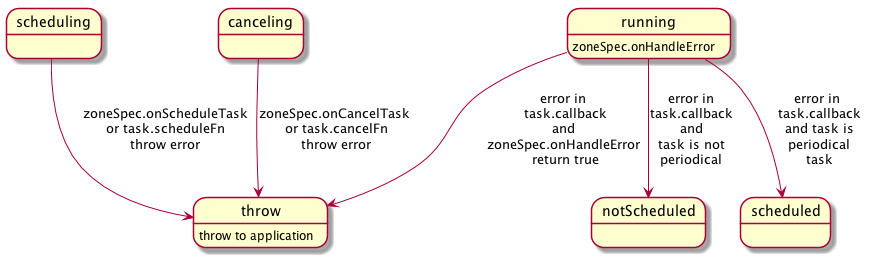 scheduling
canceling
running
zoneSpec.onHandleError
zoneSpec.onScheduleTask
or task.scheduleFn
throw error
zoneSpec.onCancelTask
or task.cancelFn
throw error
error in
task.callback
and
zoneSpec.onHandleError
return true
error in
task.callback
and
task is not
periodical
error in
task.callback
and task is
periodical
task
throw
throw to application
notScheduled
scheduled